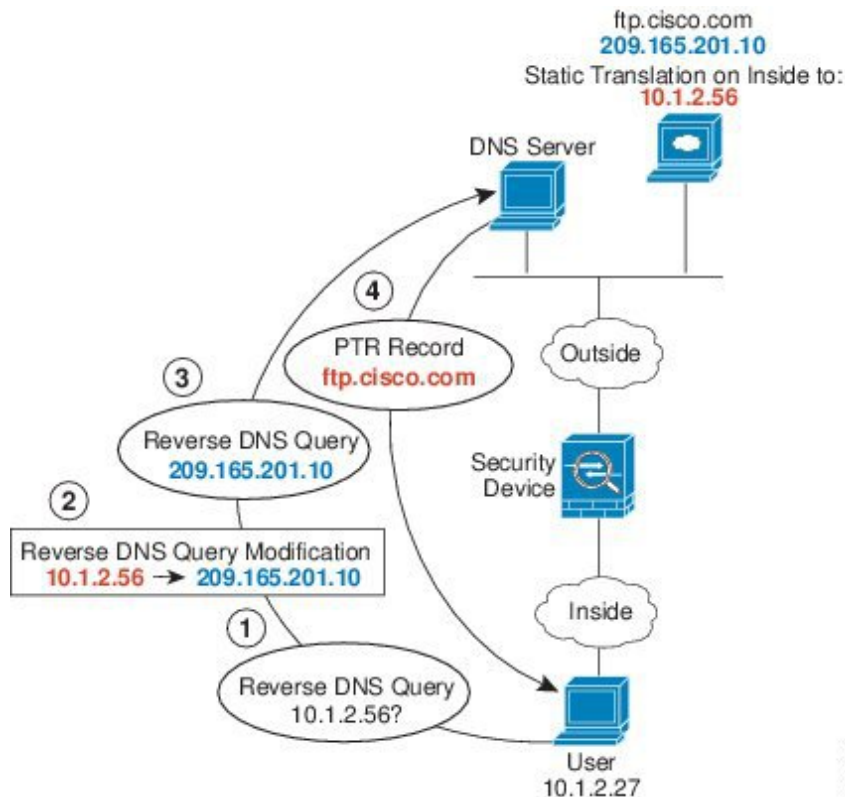 ftp.cisco.com
209.165.201.10
Static Translation on Inside to:
10.1.2.56
DNS Server
4
PTR Record
ftp.cisco.com
Outside
3
Reverse DNS Query
209.165.201.10
Security
Device
2
Reverse DNS Query Modification
10.1.2.56 → 209.165.201.10
Inside
1
Reverse DNS Query
10.1.2.56?
User
10.1.2.27